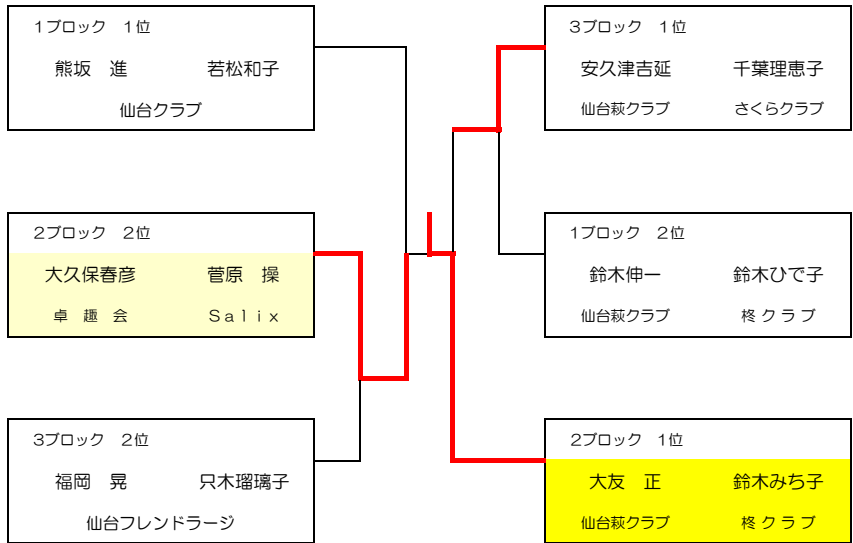 1ブロック 1位
熊坂 進 若松和子
仙台クラブ
2ブロック 2位
大久保春彦 菅原 操
卓 趣 会 Salix
3ブロック 2位
福岡 晃 只木瑠璃子
仙台フレンドラージ
3ブロック 1位
安久津吉延 千葉理恵子
仙台萩クラブ さくらクラブ
1ブロック 2位
鈴木伸一 鈴木ひで子
仙台萩クラブ 柊クラブ
2ブロック 1位
大友 正 鈴木みち子
仙台萩クラブ 柊クラブ